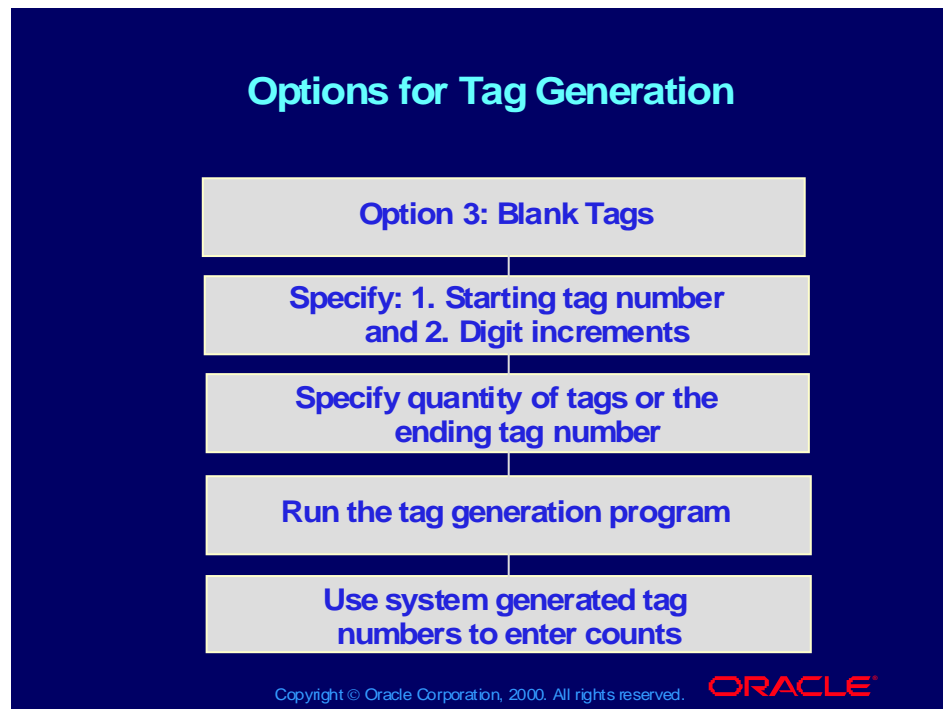 Options for Tag Generation
Option 3: Blank Tags
Specify: 1. Starting tag number
and 2. Digit increments
Specify quantity of tags or the
ending tag number
Run the tag generation program
Use system generated tag
numbers to enter counts
Copyright © Oracle Corporation, 2000. All rights reserved.
ORACLE®